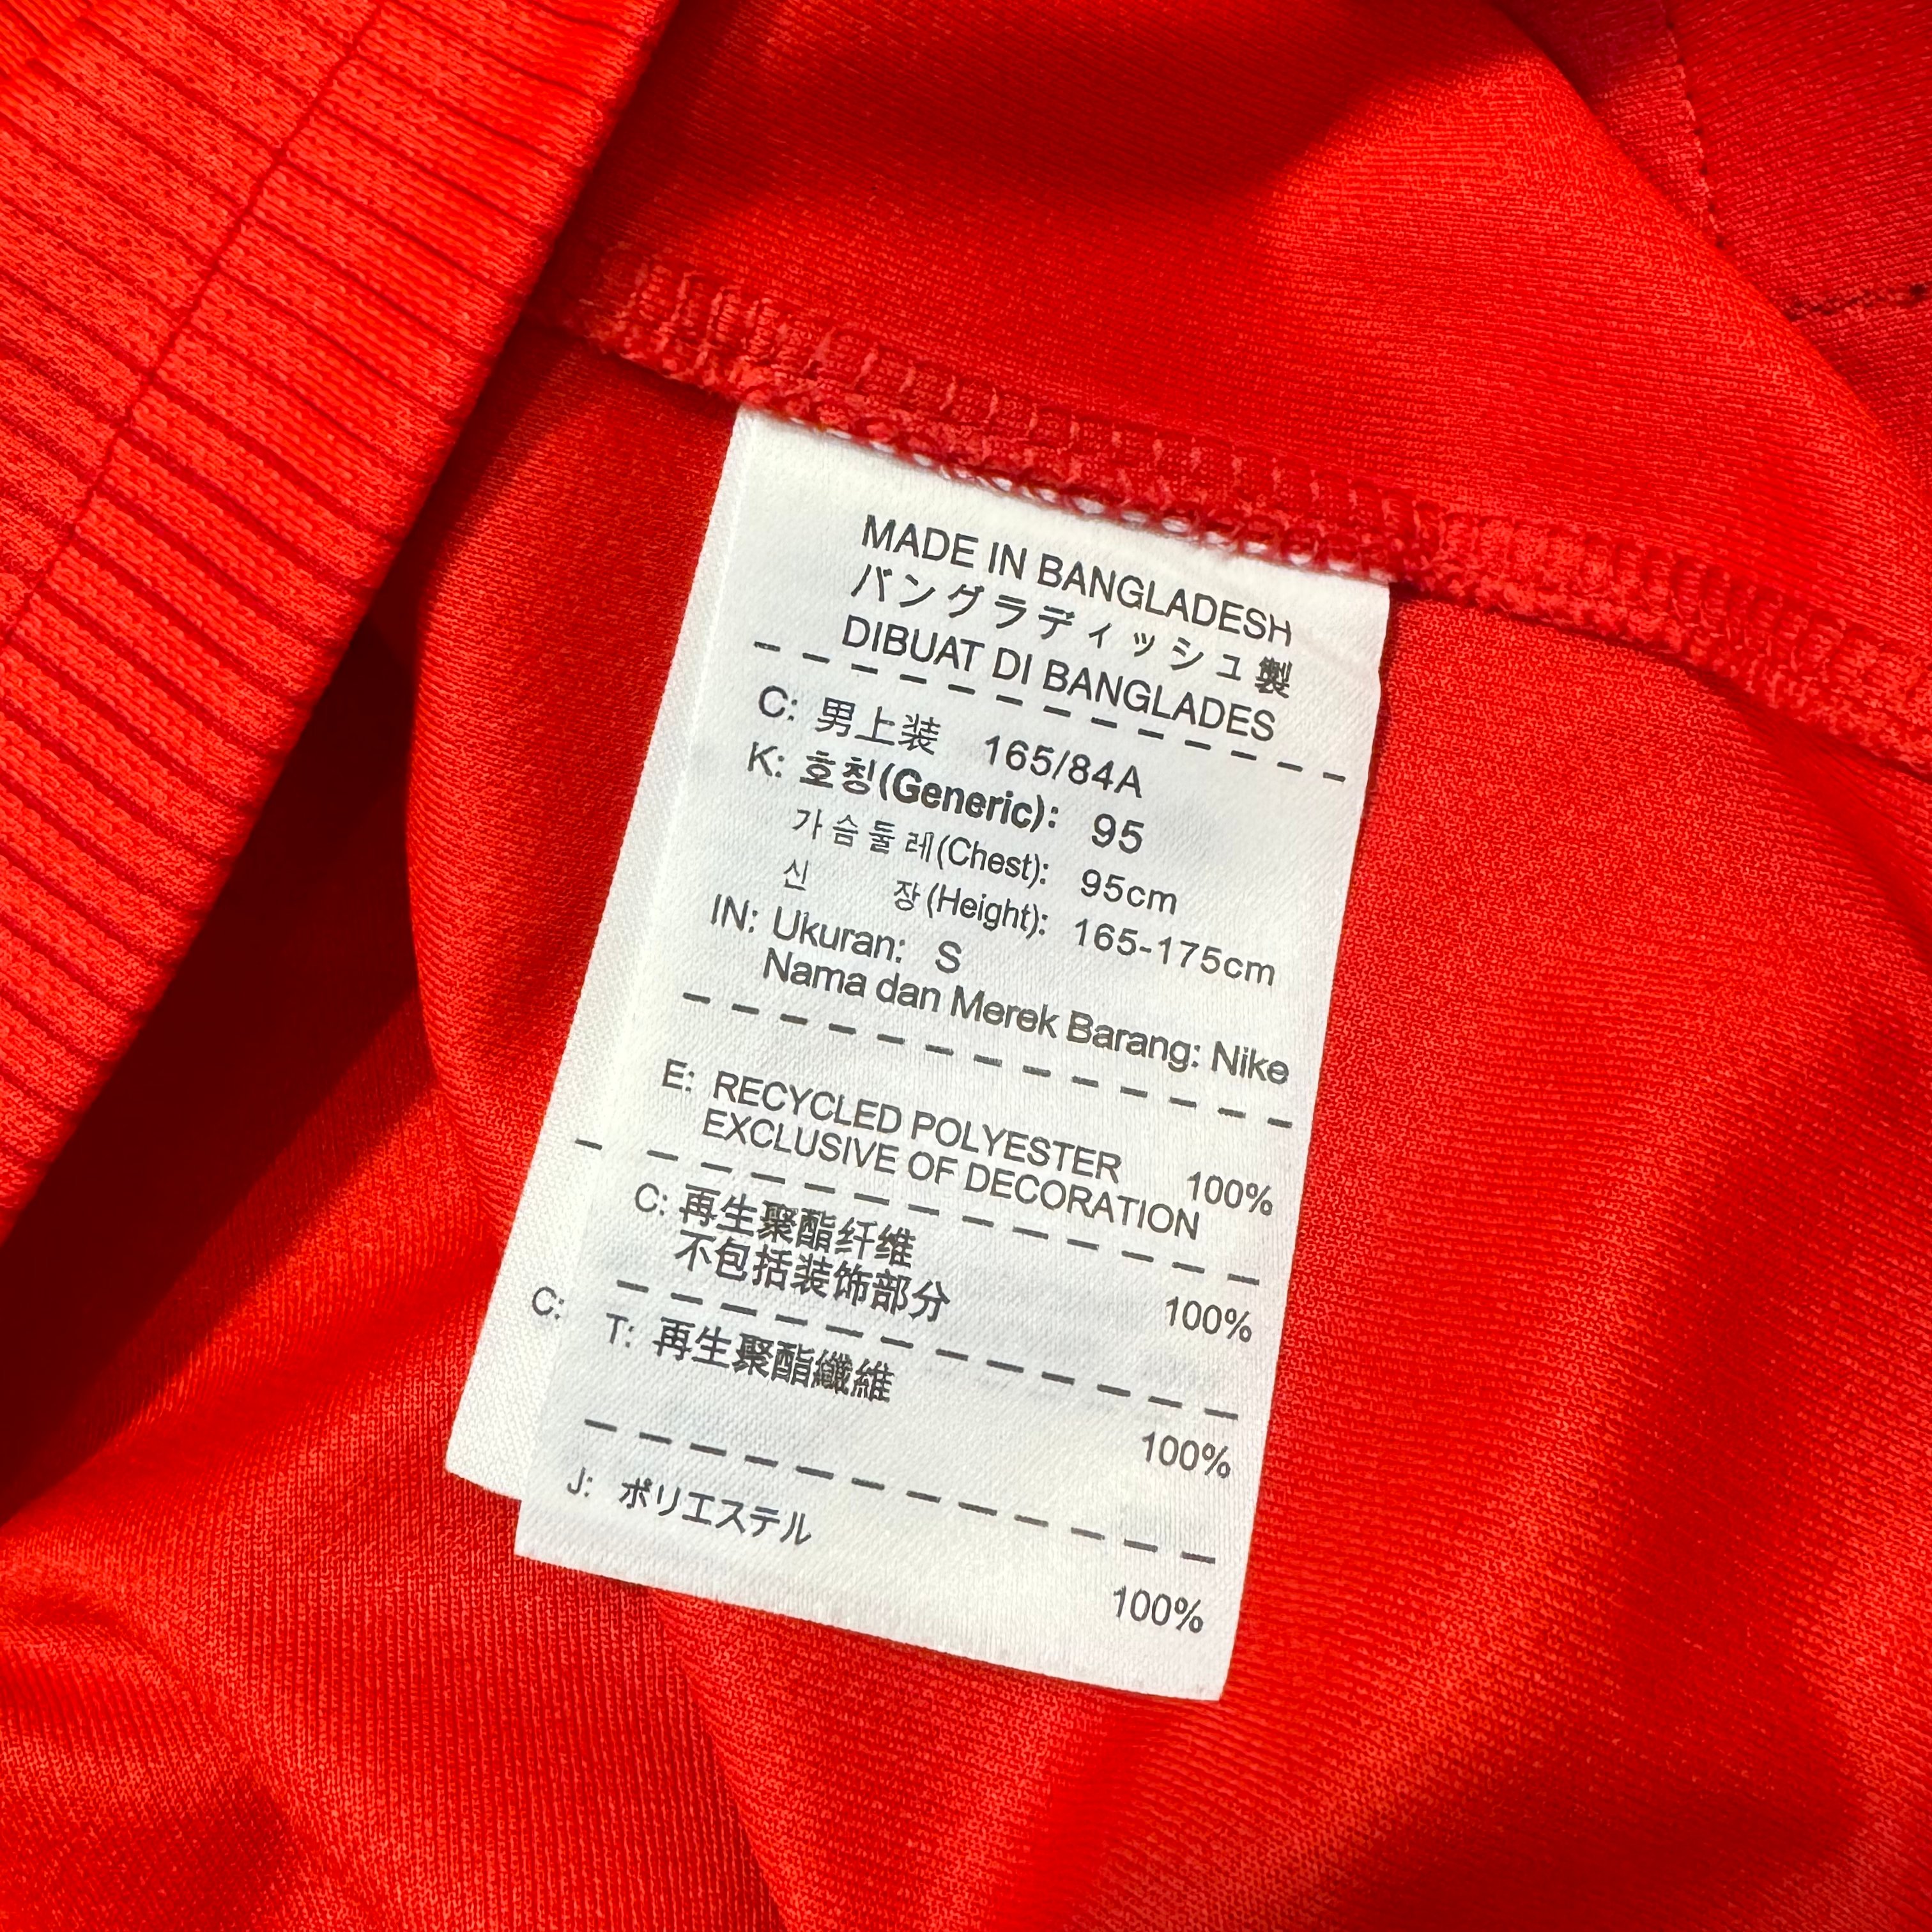 MADE IN BANGLADESH
バングラディッシュ製
DIBUAT DI BANGLADES
C: 男上装 165/84A
K: 호칭(Generic): 95
가슴둘레(Chest): 95cm
신 장(Height): 165-175cm
IN: Ukuran: S
Nama dan Merek Barang: Nike
E: RECYCLED POLYESTER 100%
EXCLUSIVE OF DECORATION
C: 再生聚酯纤维 100%
不包括装饰部分
T: 再生聚酯纖維 100%
J: ポリエステル 100%
C: